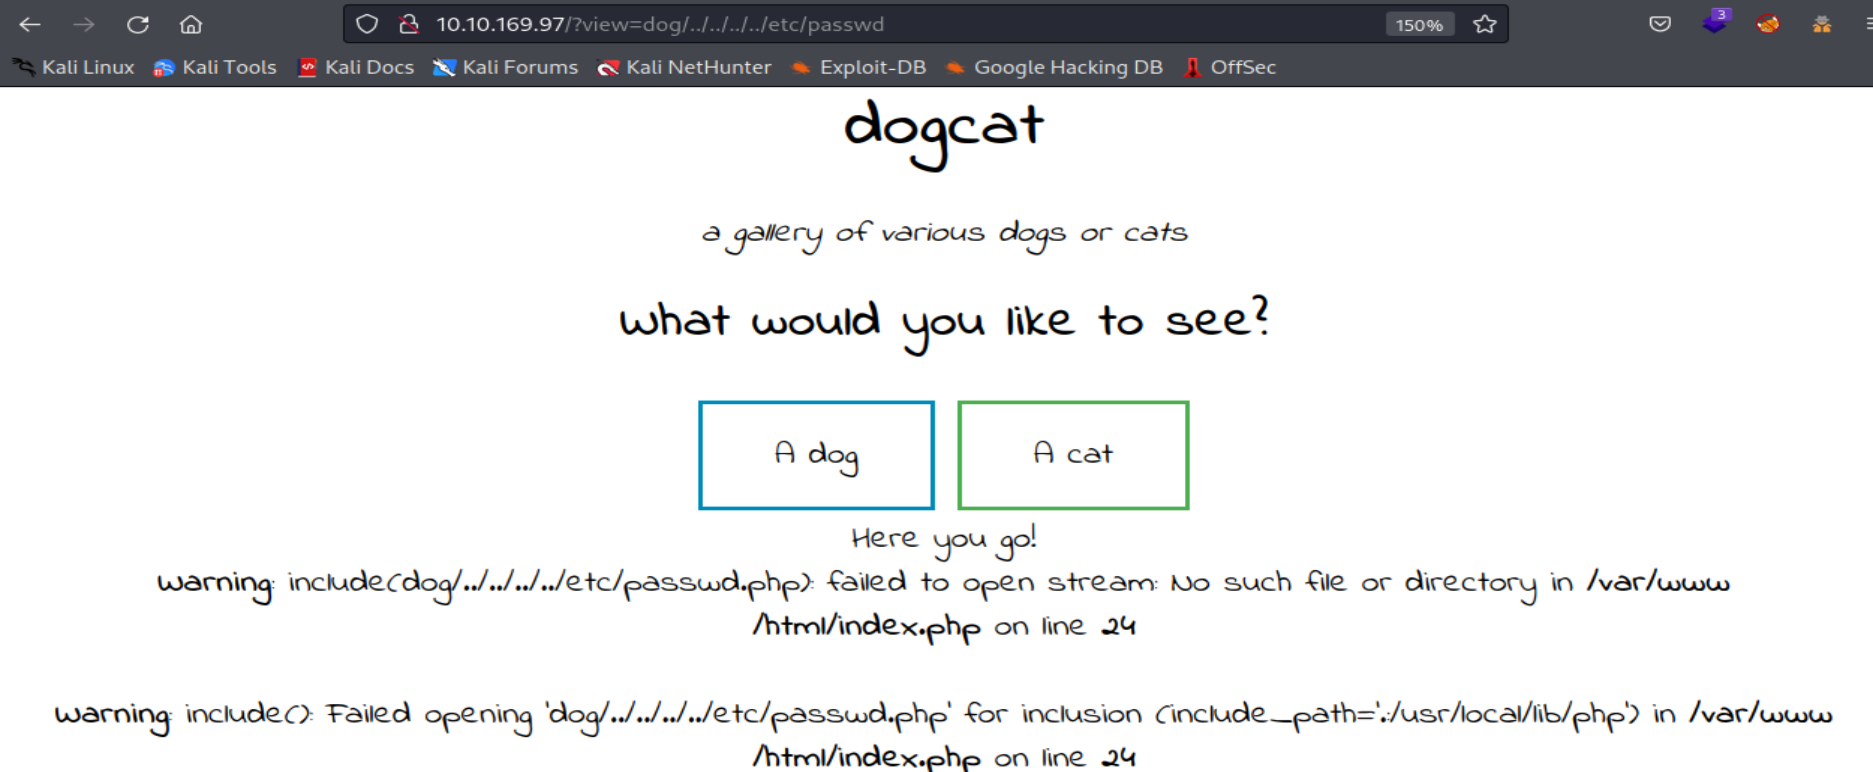 10.10.169.97/?view=dog/../../../../etc/passwd
150%
3
Kali Linux Kali Tools Kali Docs Kali Forums Kali NetHunter Exploit-DB Google Hacking DB OffSec
dogcat
a gallery of various dogs or cats
What would you like to see?
A dog A cat
Here you go!
Warning: include(dog/../../../../etc/passwd.php): failed to open stream: No such file or directory in /var/www
/html/index.php on line 24
Warning: include(): Failed opening 'dog/../../../../etc/passwd.php' for inclusion (include_path='.:/usr/local/lib/php') in /var/www
/html/index.php on line 24